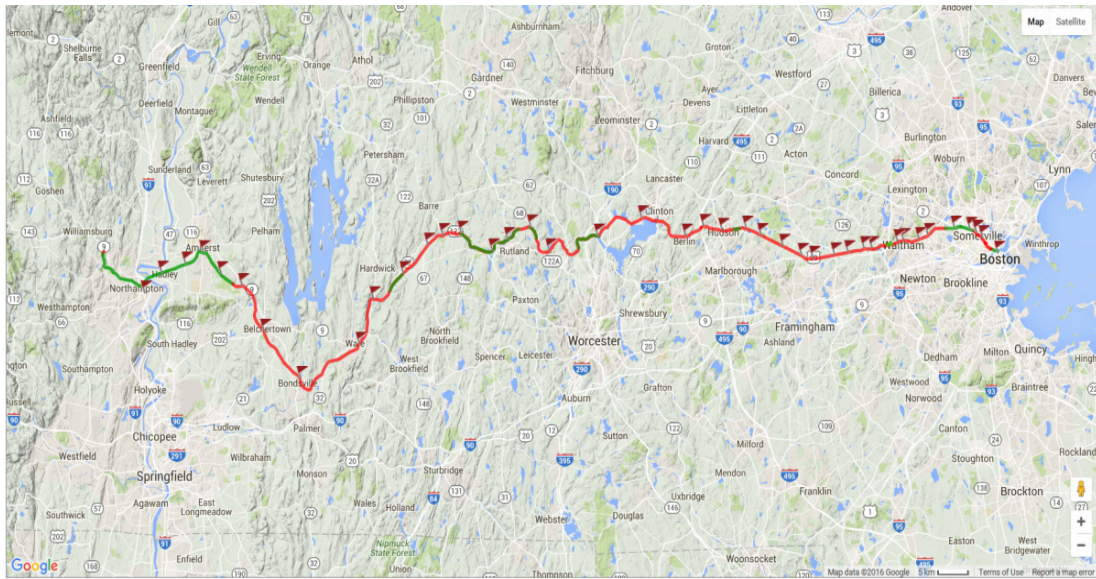 Map Satellite
Ashburnham
Andover
Gill
Erving
Orange
Athol
Fitchburg
Groton
Westford
Shelburne
Falls
Greenfield
Wendell
State Forest
Gardner
Billerica
Danvers
Deerfield
Montague
Wendell
Phillipston
Westminster
Ayer
Devens
Littleton
Leominster
Burlington
Ashfield
Petersham
Harvard
Acton
Woburn
Sunderland
Leverett
Shutesbury
Lancaster
Concord
Lexington
Lynn
Goshen
Williamsburg
Amherst
Pelham
Barre
Clinton
Hudson
Berlin
Waltham
Somerville
Winthrop
Boston
Rutland
Hadley
Northampton
Hardwick
Marlborough
Newton
Brookline
Westhampton
Paxton
Shrewsbury
Framingham
Belchertown
South Hadley
Ware
North
Brookfield
Worcester
Ashland
Quincy
Southampton
West
Brookfield
Spencer
Leicester
Dedham
Milton
Holyoke
Bondsville
Grafton
Westwood
Norwood
Braintree
Auburn
Chicopee
Ludlow
Palmer
Sutton
Milford
Canton
Westfield
Wilbraham
Springfield
Monson
Sturbridge
Mendon
Stoughton
Agawam
East
Longmeadow
Wales
Holland
Uxbridge
Franklin
Brockton
Southwick
Webster
Douglas
Easton
West
Bridgewater
Enfield
Nipmuck
State Forest
Union
Thompson
Woonsocket
Google
Map data ©2016 Google 5 km Terms of Use Report a map error